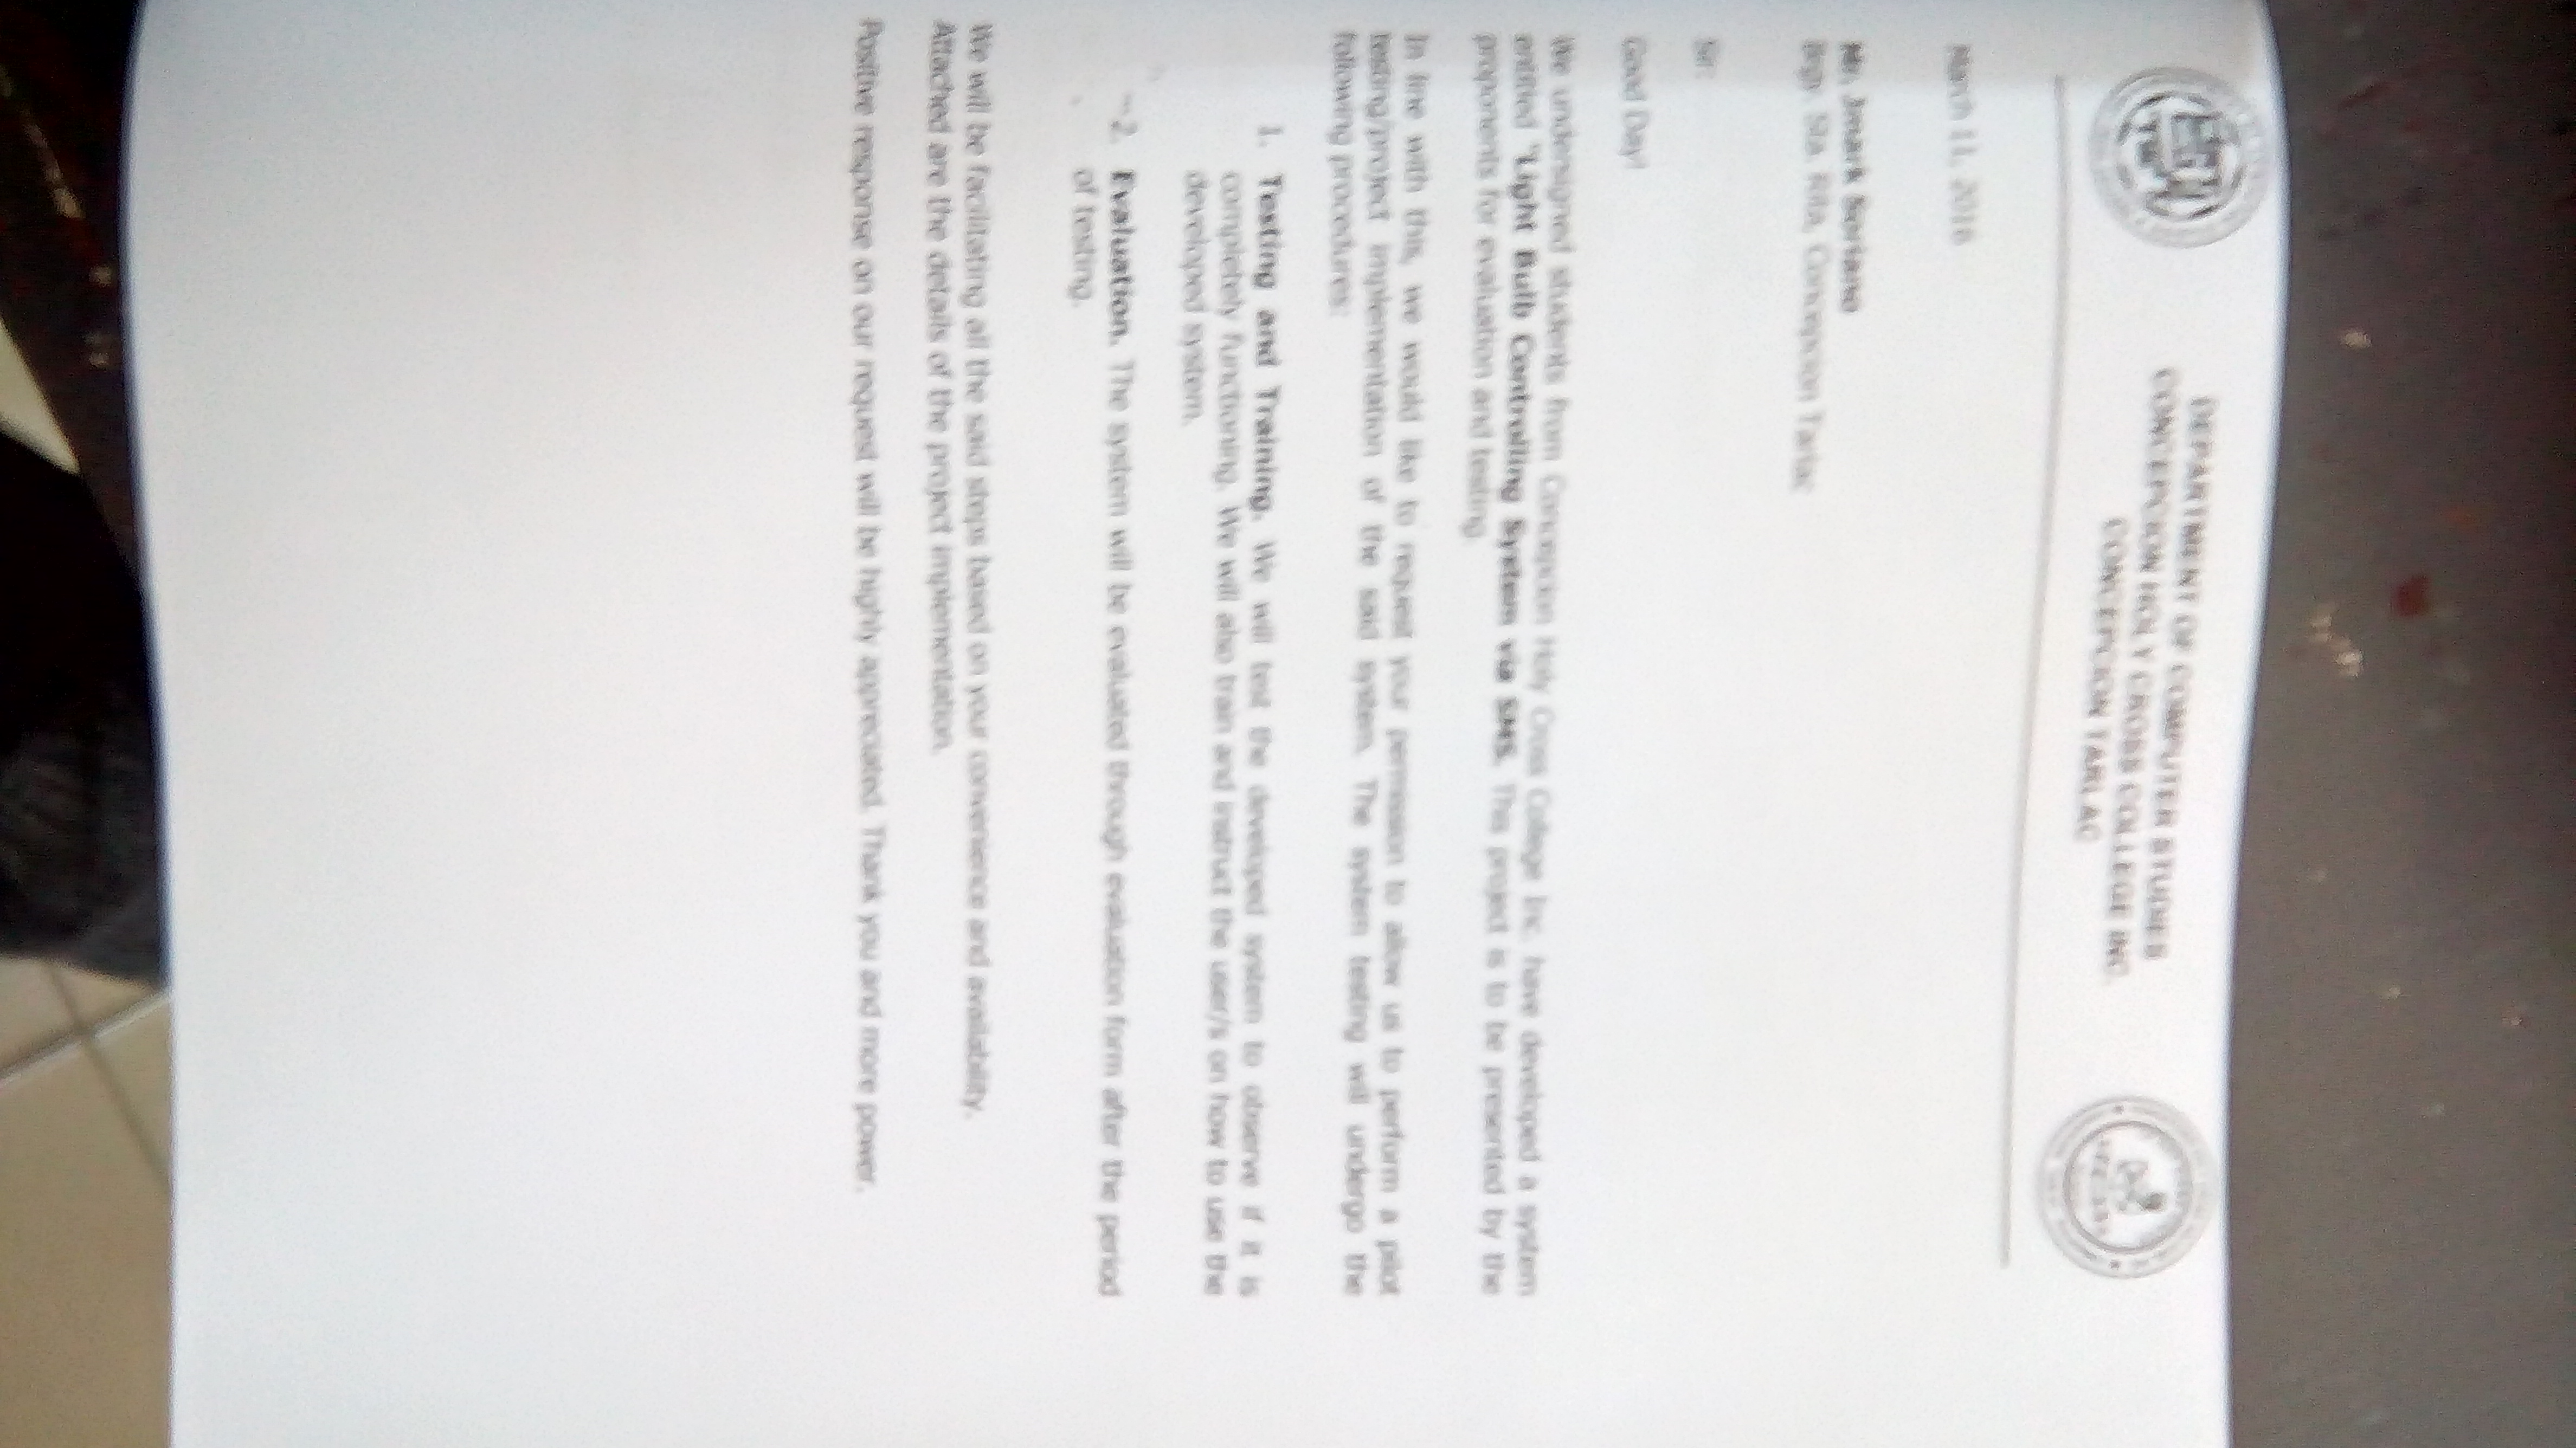 DEPARTMENT OF COMPUTER STUDIES
CONCEPCION HOLY CROSS COLLEGE INC.
CONCEPCION TARLAC
March 11, 2016
Mr. Jmark Soriano
Brgy. Sta. Rita, Concepcion Tarlac
Sir:
Good Day!
We undersigned students from Concepcion Holy Cross College Inc. have developed a system
entitled "Light Bulb Controlling System via SMS. This project is to be presented by the
proponents for evaluation and testing.
In line with this, we would like to request your permission to allow us to perform a pilot
testing/project implementation of the said system. The system testing will undergo the
following procedures:
1. Testing and Training. We will test the developed system to observe if it is
completely functioning. We will also train and instruct the user/s on how to use the
developed system.
2. Evaluation. The system will be evaluated through evaluation form after the period
of testing.
We will be facilitating all the said steps based on your convenience and availability.
Attached are the details of the project implementation.
Positive response on our request will be highly appreciated. Thank you and more power.